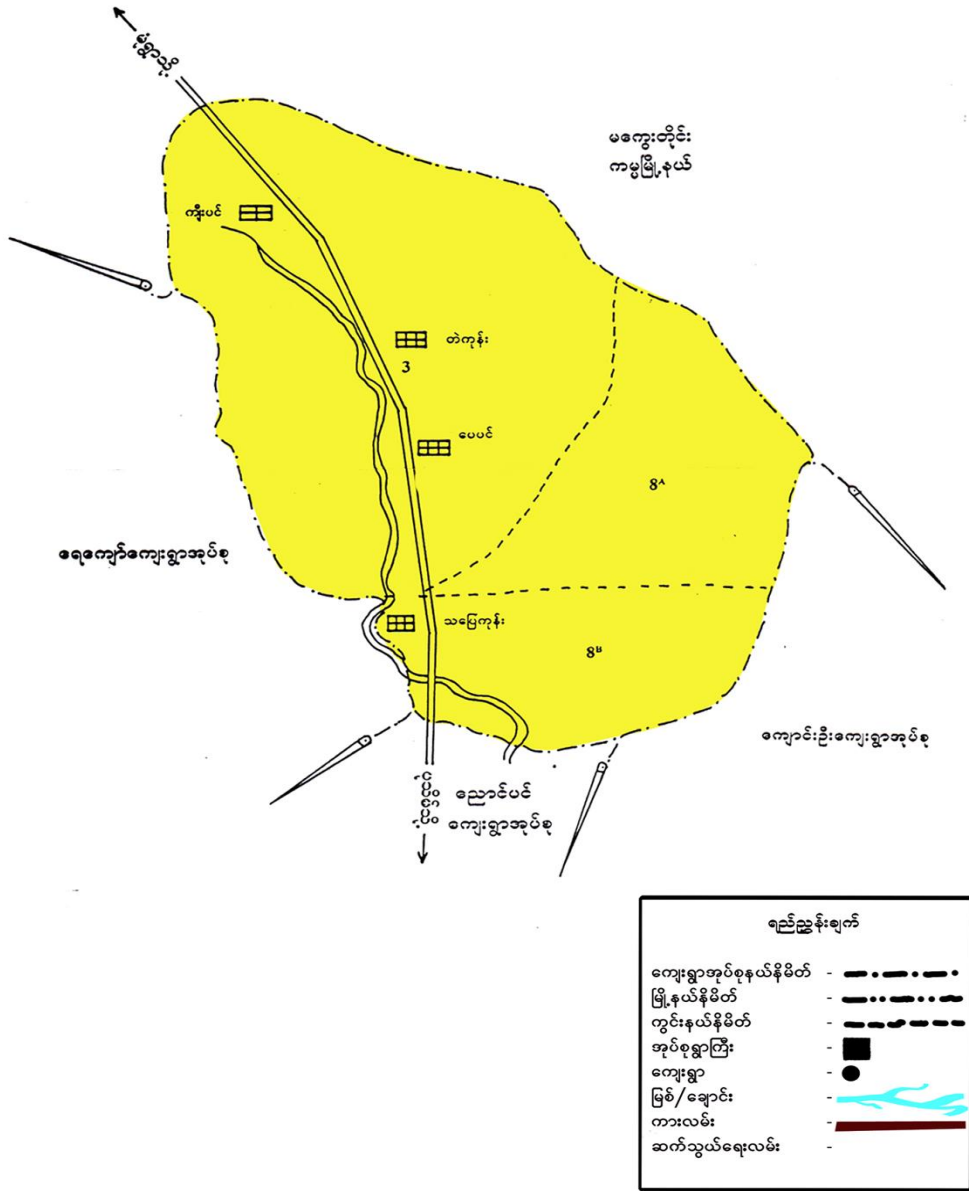 မုံရွာသို့
မကွေးတိုင်း
ကမ္မမြို့နယ်
ကျီးပင်
တဲကုန်း
3
ပေပင်
8ᴬ
ရေကျော်ကျေးရွာအုပ်စု
သပြေကုန်း
8ᴮ
ကျောင်းဦးကျေးရွာအုပ်စု
ညောင်ပင်
ကျေးရွာအုပ်စု
ရည်ညွှန်းချက်
ကျေးရွာအုပ်စုနယ်နိမိတ် -
မြို့နယ်နိမိတ် -
ကွင်းနယ်နိမိတ် -
အုပ်စုရွာကြီး -
ကျေးရွာ -
မြစ်/ချောင်း -
ကားလမ်း -
ဆက်သွယ်ရေးလမ်း -